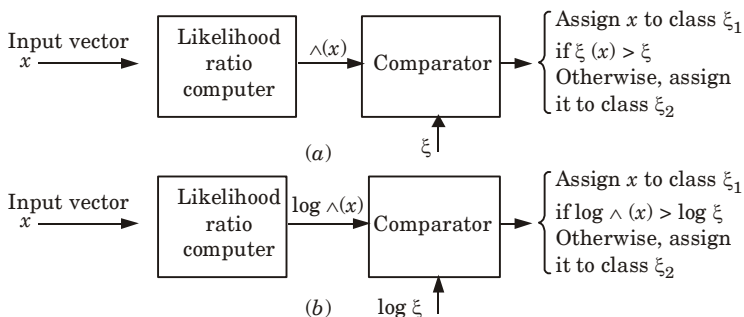 Input vector
x
Likelihood
ratio
computer
∧(x)
Comparator
ξ
Assign x to class ξ₁
if ξ (x) > ξ
Otherwise, assign
it to class ξ₂
(a)
Input vector
x
Likelihood
ratio
computer
log ∧(x)
Comparator
log ξ
Assign x to class ξ₁
if log ∧ (x) > log ξ
Otherwise, assign
it to class ξ₂
(b)